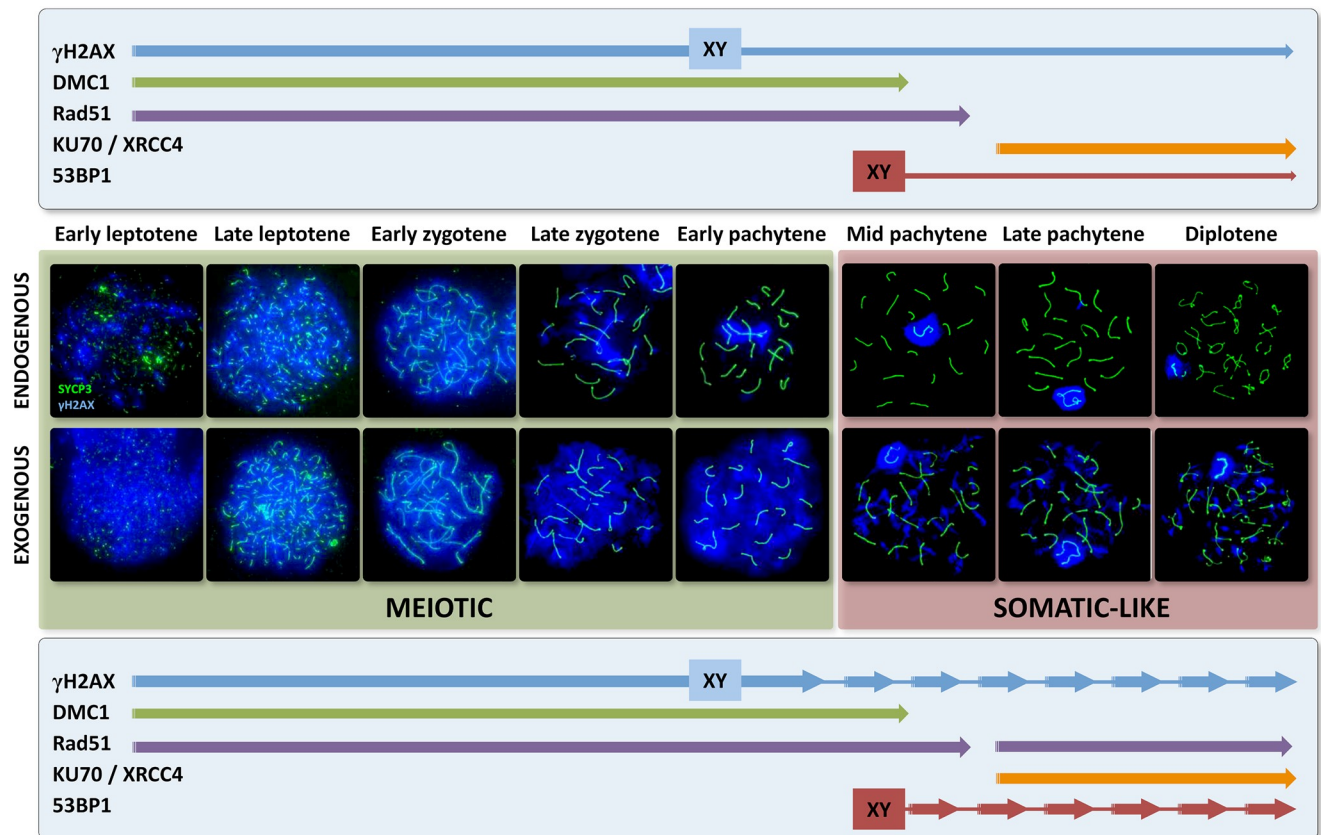 γH2AX
XY
DMC1
Rad51
KU70 / XRCC4
53BP1
XY
Early leptotene Late leptotene Early zygotene Late zygotene Early pachytene Mid pachytene Late pachytene Diplotene
ENDOGENOUS
SYCP3
γH2AX
EXOGENOUS
MEIOTIC
SOMATIC-LIKE
γH2AX
XY
DMC1
Rad51
KU70 / XRCC4
53BP1
XY